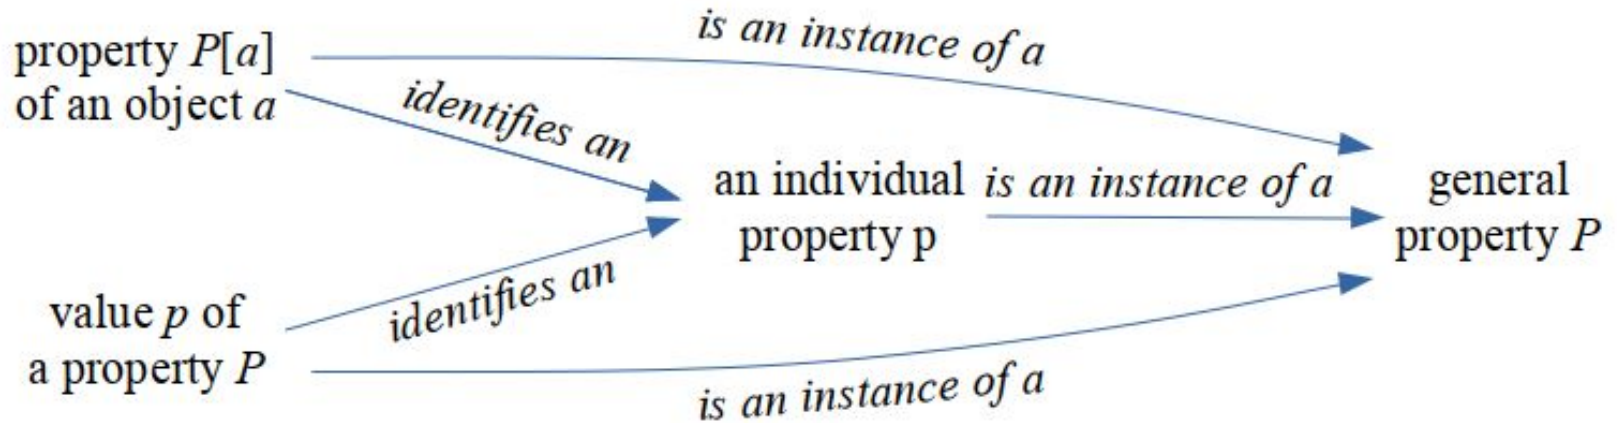 is an instance of a
property P[a]
of an object a
identifies an
an individual
property p
is an instance of a
general
property P
identifies an
value p of
a property P
is an instance of a